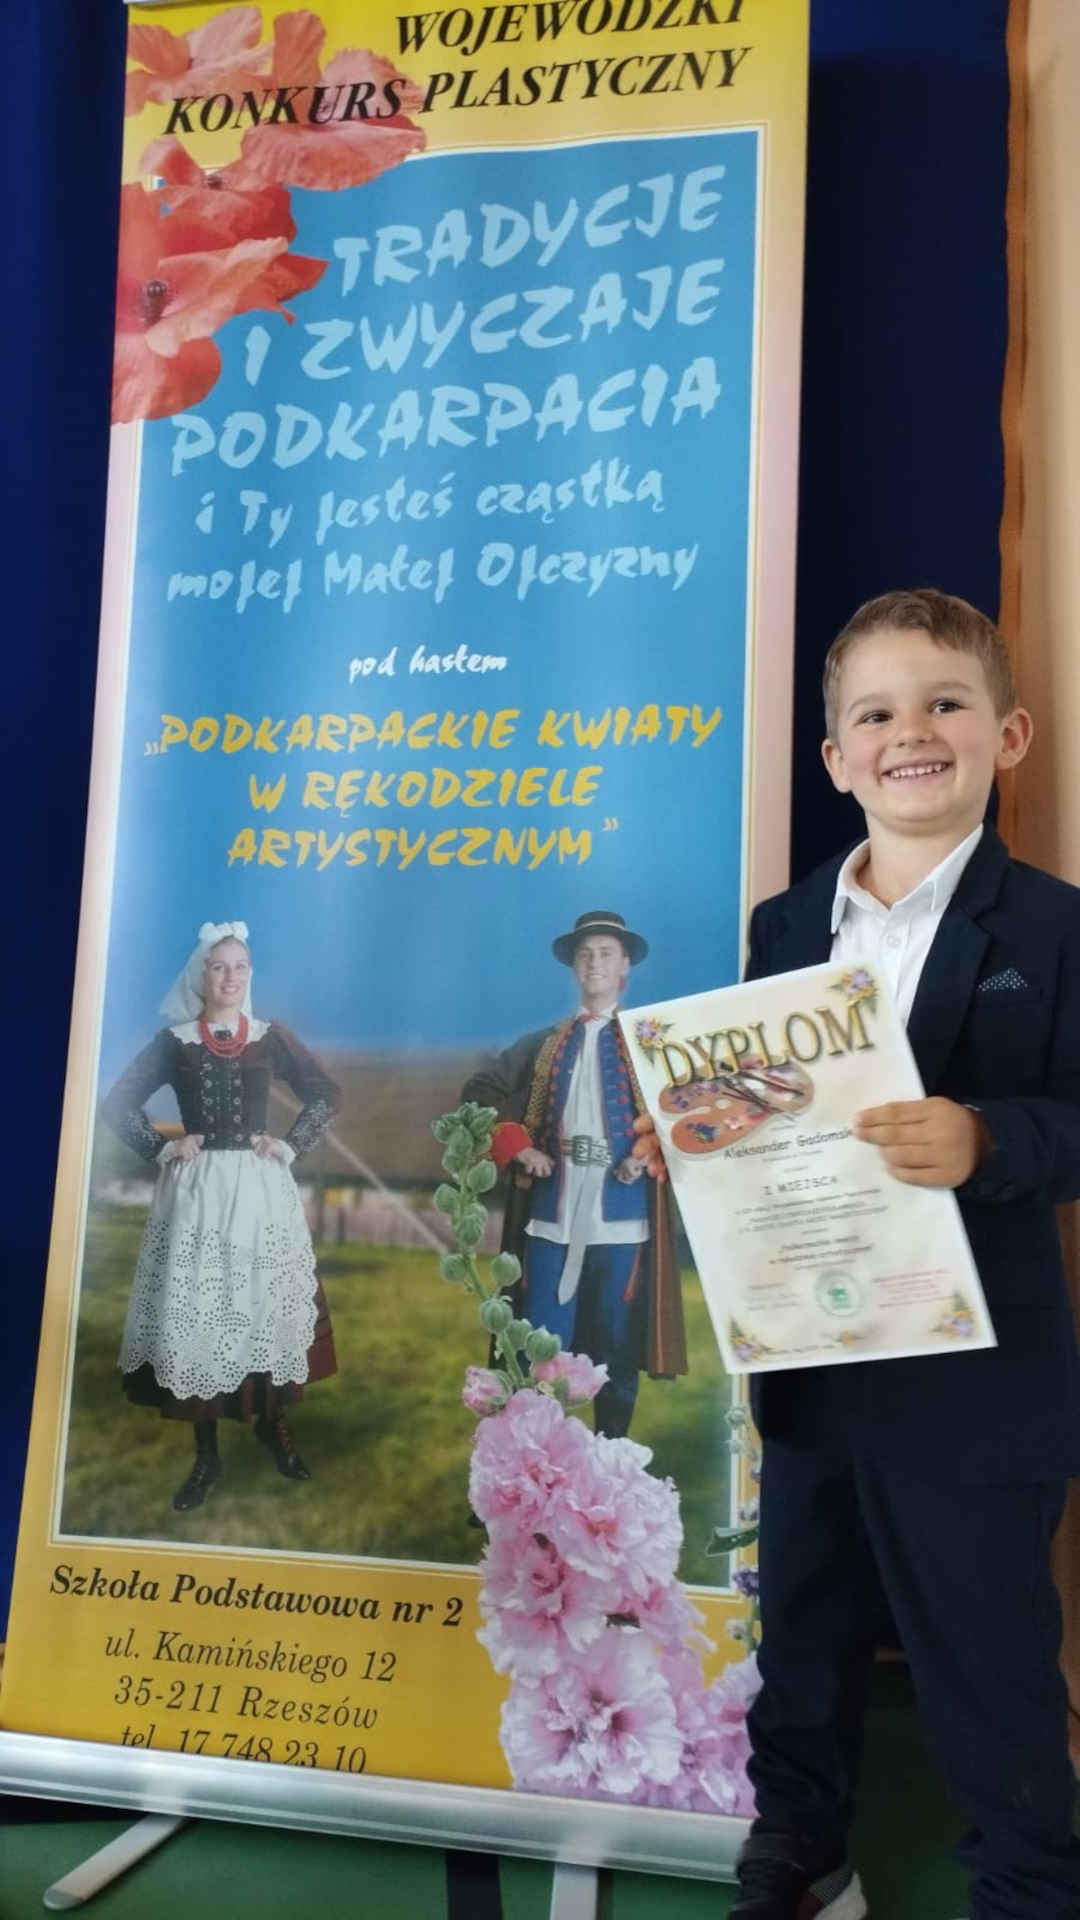 WOJEWÓDZKI
KONKURS PLASTYCZNY
TRADYCJE
I ZWYCZAJE
PODKARPACIA
i Ty jesteś cząstką
mojej Małej Ojczyzny
pod hasłem
„PODKARPACKIE KWIATY
W RĘKODZIELE
ARTYSTYCZNYM”
Szkoła Podstawowa nr 2
ul. Kamińskiego 12
35-211 Rzeszów
tel. 17 748 23 10
DYPLOM
Aleksander
I MIEJSCA